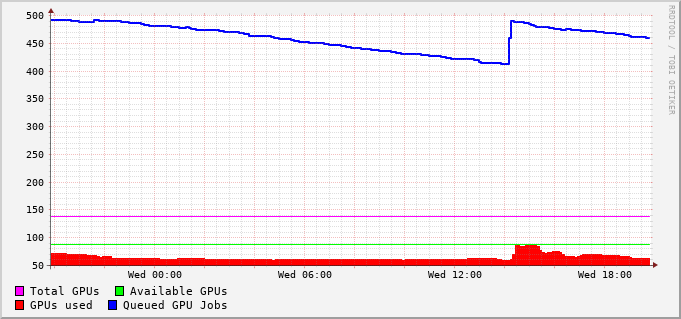 500
450
400
350
300
250
200
150
100
50
Wed 00:00 Wed 06:00 Wed 12:00 Wed 18:00
Total GPUs Available GPUs
GPUs used Queued GPU Jobs
RRDTOOL / TOBI OETIKER